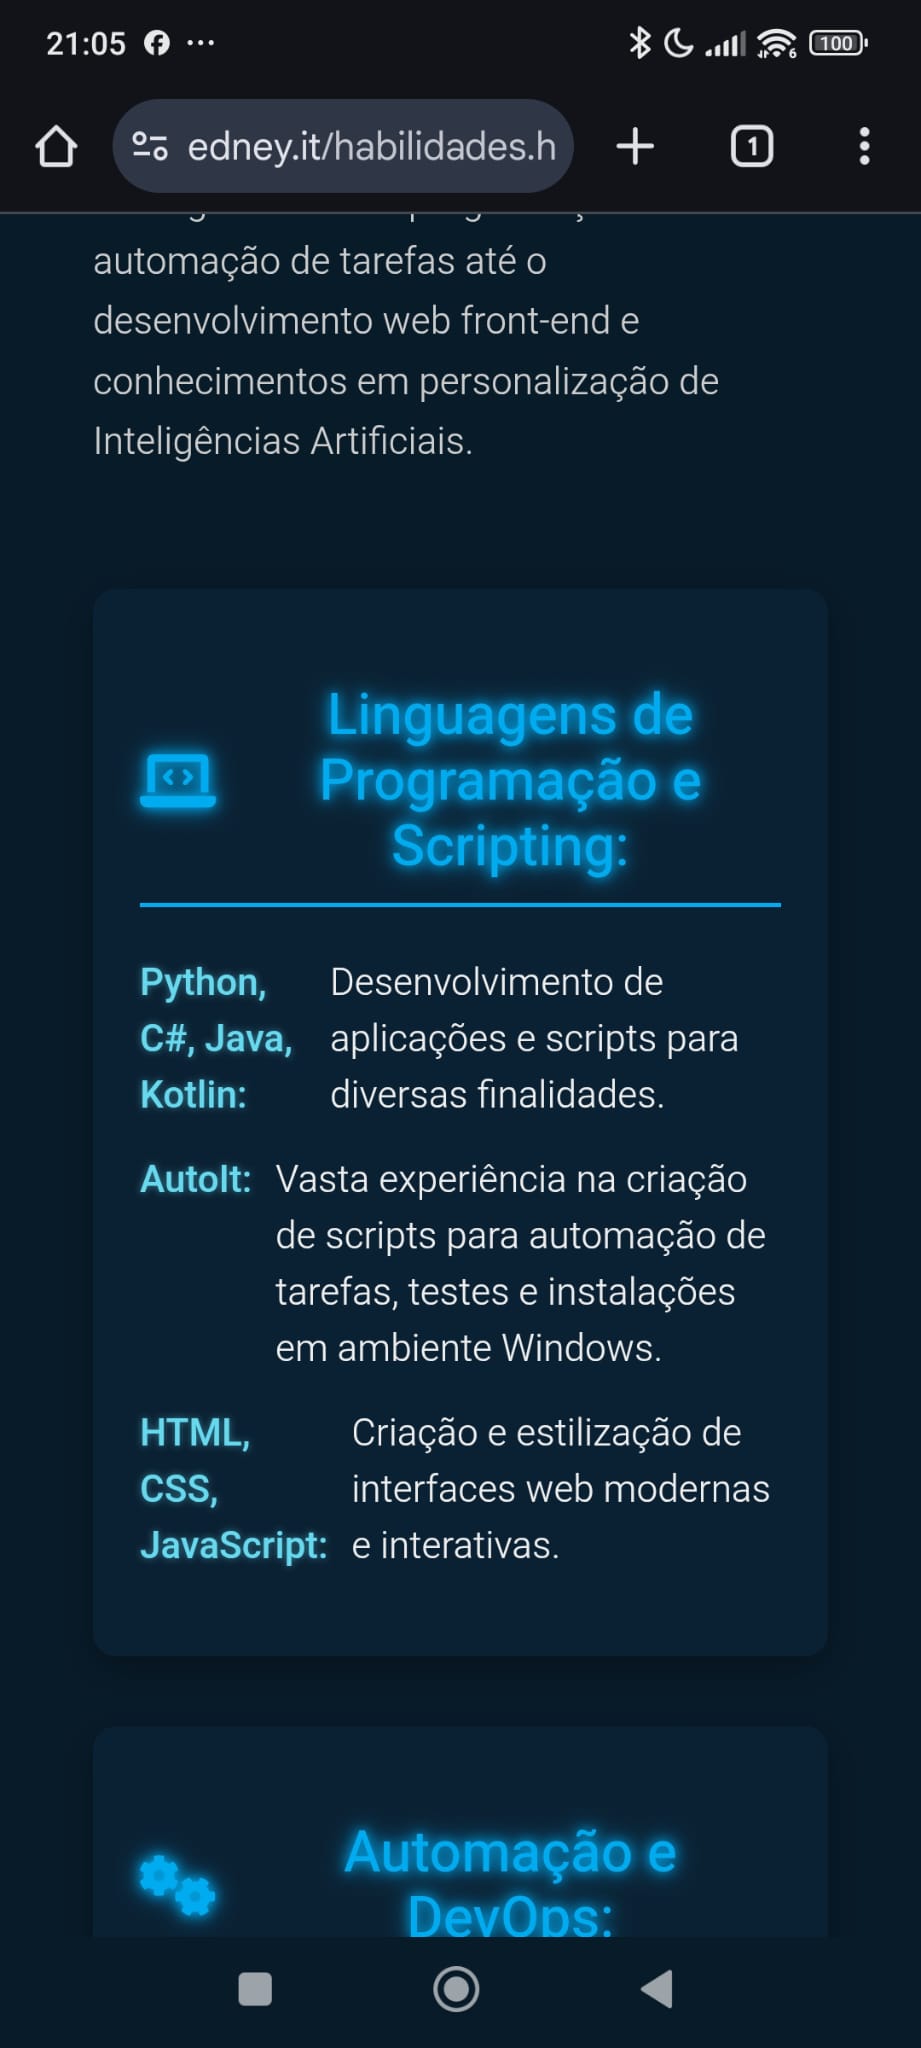 21:05
100
edney.it/habilidades.h
1
automação de tarefas até o
desenvolvimento web front-end e
conhecimentos em personalização de
Inteligências Artificiais.
Linguagens de
Programação e
Scripting:
Python,
C#, Java,
Kotlin:
Desenvolvimento de
aplicações e scripts para
diversas finalidades.
AutoIt:
Vasta experiência na criação
de scripts para automação de
tarefas, testes e instalações
em ambiente Windows.
HTML,
CSS,
JavaScript:
Criação e estilização de
interfaces web modernas
e interativas.
Automação e
DevOps: